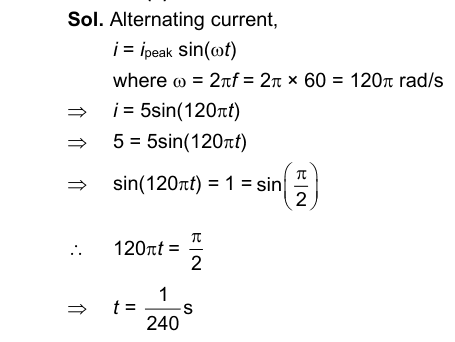 Sol. Alternating current,
i = i_peak sin(ωt)
where ω = 2πf = 2π × 60 = 120π rad/s
⇒ i = 5sin(120πt)
⇒ 5 = 5sin(120πt)
⇒ sin(120πt) = 1 = sin(π/2)
∴ 120πt = π/2
⇒ t = 1/240 s